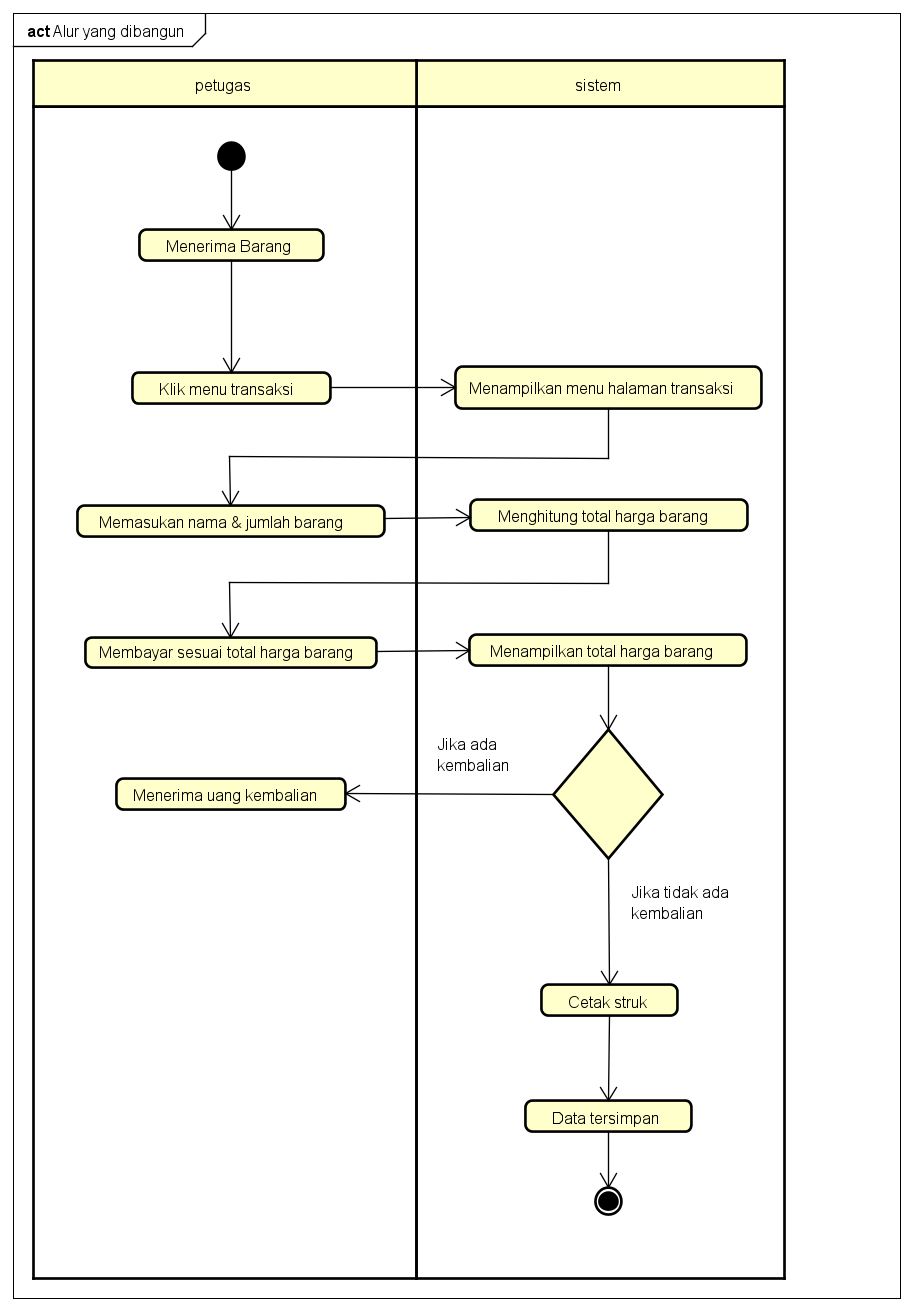 act Alur yang dibangun
petugas
sistem
Menerima Barang
Klik menu transaksi
Menampilkan menu halaman transaksi
Memasukan nama & jumlah barang
Menghitung total harga barang
Membayar sesuai total harga barang
Menampilkan total harga barang
Jika ada
kembalian
Menerima uang kembalian
Jika tidak ada
kembalian
Cetak struk
Data tersimpan